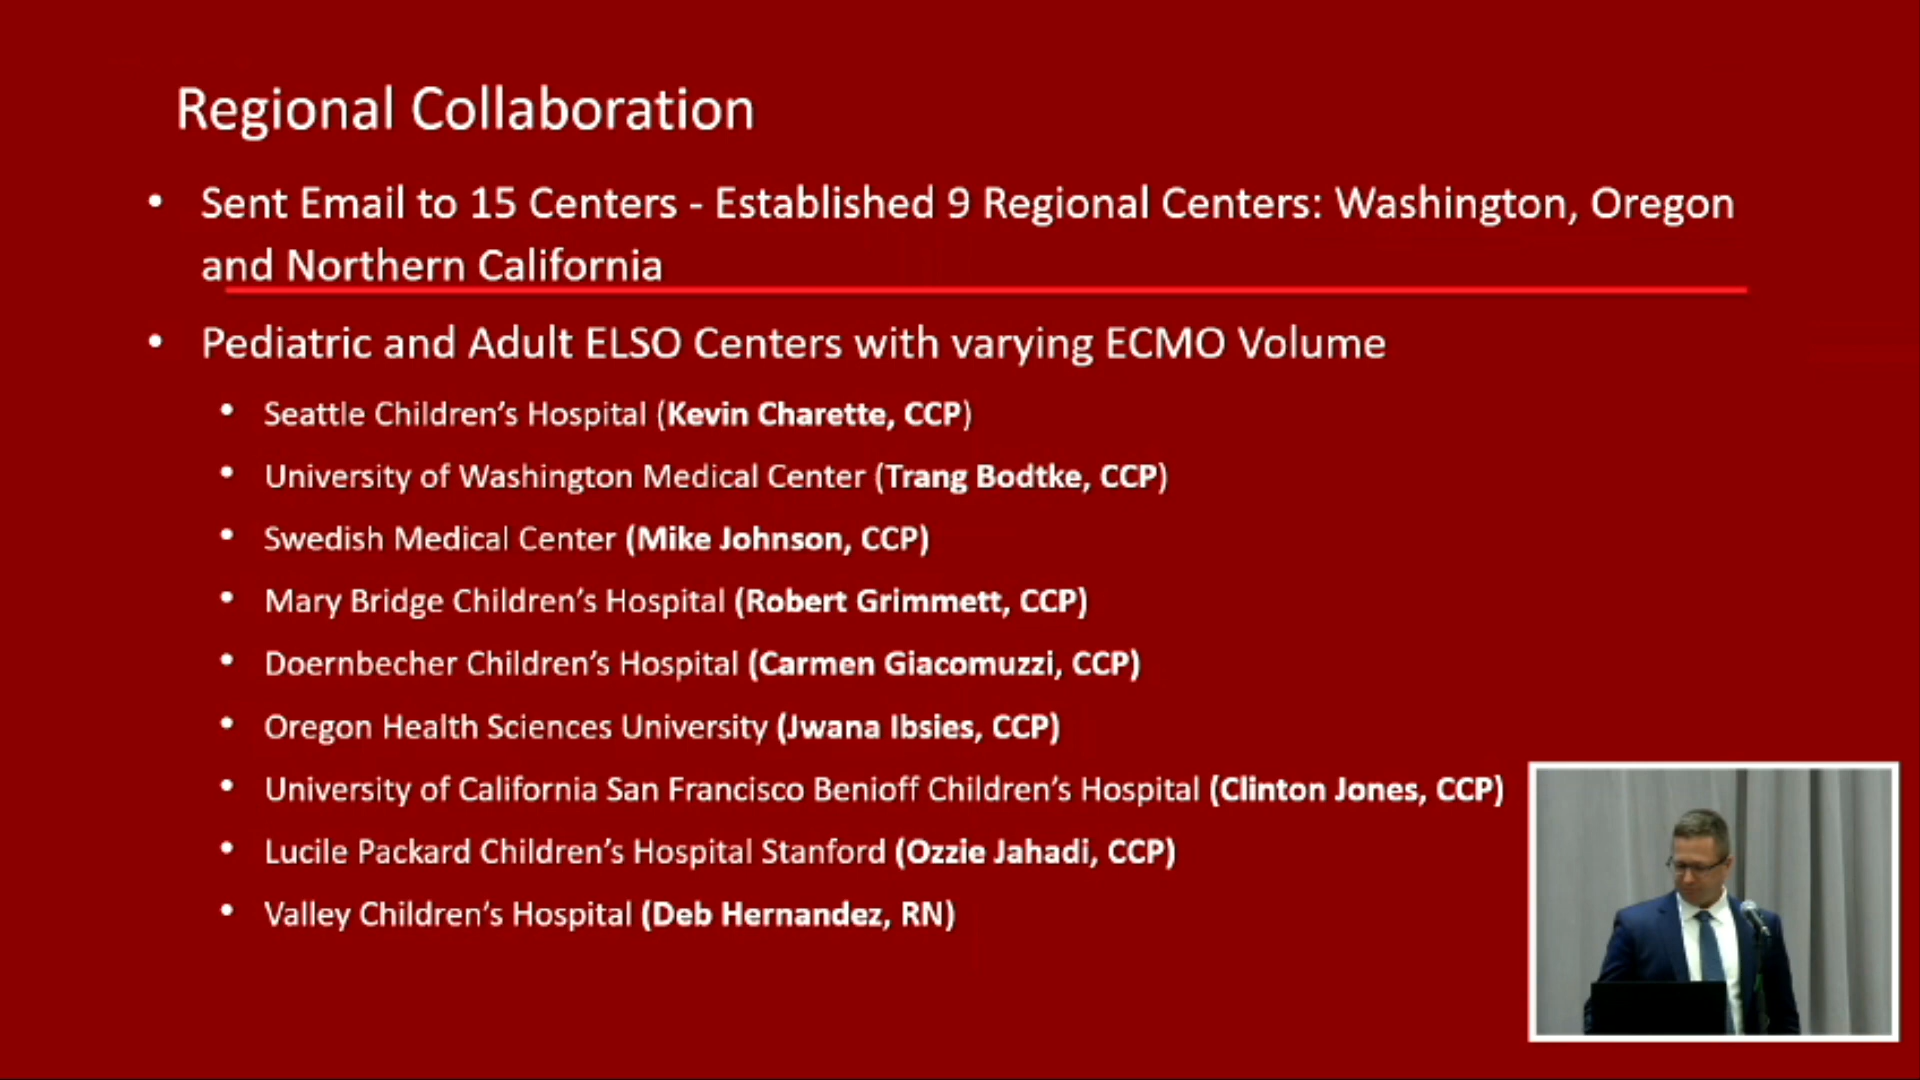 Regional Collaboration
• Sent Email to 15 Centers - Established 9 Regional Centers: Washington, Oregon
and Northern California
• Pediatric and Adult ELSO Centers with varying ECMO Volume
• Seattle Children’s Hospital (Kevin Charette, CCP)
• University of Washington Medical Center (Trang Bodtke, CCP)
• Swedish Medical Center (Mike Johnson, CCP)
• Mary Bridge Children’s Hospital (Robert Grimmett, CCP)
• Doernbecher Children’s Hospital (Carmen Giacomuzzi, CCP)
• Oregon Health Sciences University (Jwana Ibsies, CCP)
• University of California San Francisco Benioff Children’s Hospital (Clinton Jones, CCP)
• Lucile Packard Children’s Hospital Stanford (Ozzie Jahadi, CCP)
• Valley Children’s Hospital (Deb Hernandez, RN)